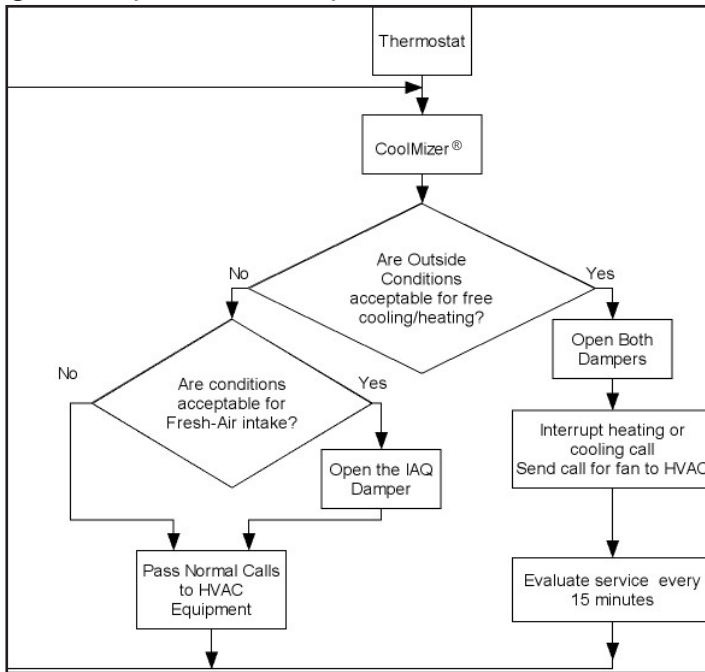 Thermostat
CoolMizer ®
Are Outside
Conditions
acceptable for free
cooling/heating?
No
Yes
Open Both
Dampers
No
Are conditions
acceptable for
Fresh-Air intake?
Yes
Interrupt heating or
cooling call
Send call for fan to HVAC
Open the IAQ
Damper
Pass Normal Calls
to HVAC
Equipment
Evaluate service every
15 minutes